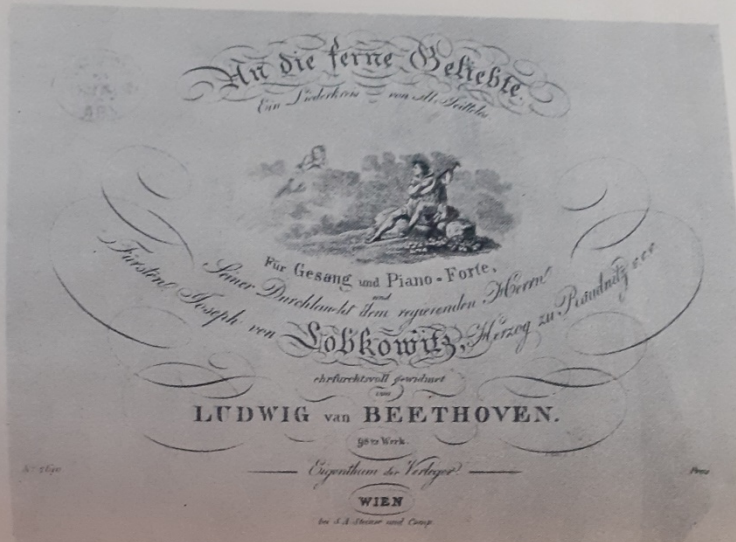 An die ferne Geliebte.
Ein Liederkreis von Al. Jeitteles
Für Gesang und Piano-Forte,
und
Seiner Durchlaucht dem regierenden Herrn
Fürsten Joseph von Lobkowitz, Herzog zu Raudnitz &c &c &c
ehrfurchtsvoll gewidmet
von
LUDWIG van BEETHOVEN.
98tes Werk.
Eigenthum der Verleger.
WIEN
bei S. A. Steiner und Comp.